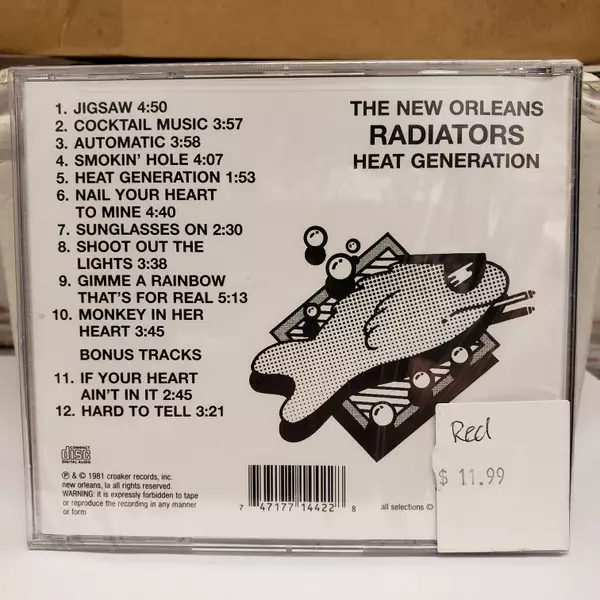 1. JIGSAW 4:50
2. COCKTAIL MUSIC 3:57
3. AUTOMATIC 3:58
4. SMOKIN' HOLE 4:07
5. HEAT GENERATION 1:53
6. NAIL YOUR HEART
TO MINE 4:40
7. SUNGLASSES ON 2:30
8. SHOOT OUT THE
LIGHTS 3:38
9. GIMME A RAINBOW
THAT'S FOR REAL 5:13
10. MONKEY IN HER
HEART 3:45
BONUS TRACKS
11. IF YOUR HEART
AIN'T IN IT 2:45
12. HARD TO TELL 3:21
THE NEW ORLEANS
RADIATORS
HEAT GENERATION
COMPACT
disc
DIGITAL AUDIO
℗ & © 1981 croaker records, inc.
new orleans, la all rights reserved.
WARNING: it is expressly forbidden to tape
or reproduce the recording in any manner
or form
7 47177 14422 8
all selections ©
Red
$ 11.99